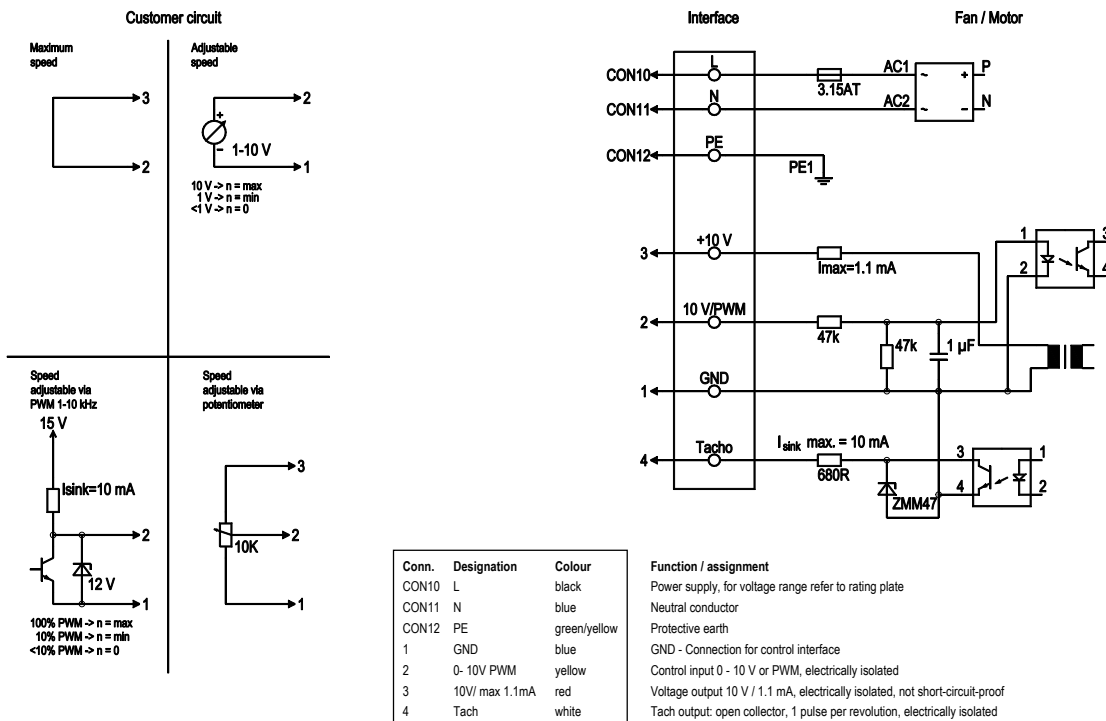 Customer circuit
Maximum
speed
3
2
Adjustable
speed
2
+
1-10 V
−
1
10 V -> n = max
1 V -> n = min
<1 V -> n = 0
Speed
adjustable via
PWM 1-10 kHz
15 V
Isink=10 mA
2
12 V
1
100% PWM -> n = max
10% PWM -> n = min
<10% PWM -> n = 0
Speed
adjustable via
potentiometer
3
2
10K
1
Interface
Fan / Motor
CON10 L 3.15AT AC1 ~ + P
CON11 N AC2 ~ − N
CON12 PE PE1
3 +10 V Imax=1.1 mA
1 3
2 4
2 10 V/PWM 47k 47k 1 µF
1 GND
4 Tacho Isink max. = 10 mA 680R ZMM47
3 1
4 2
Conn. Designation Colour Function / assignment
CON10 L black Power supply, for voltage range refer to rating plate
CON11 N blue Neutral conductor
CON12 PE green/yellow Protective earth
1 GND blue GND - Connection for control interface
2 0- 10V PWM yellow Control input 0 - 10 V or PWM, electrically isolated
3 10V/ max 1.1mA red Voltage output 10 V / 1.1 mA, electrically isolated, not short-circuit-proof
4 Tach white Tach output: open collector, 1 pulse per revolution, electrically isolated